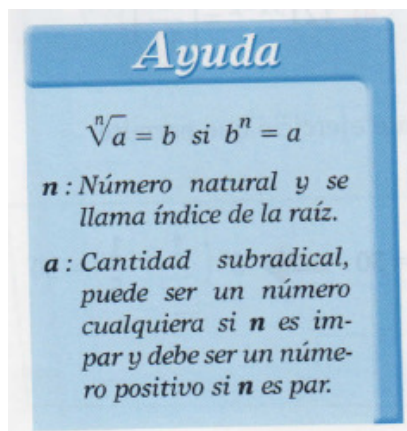 Ayuda
ⁿ√a = b si bⁿ = a
n : Número natural y se
llama índice de la raíz.
a : Cantidad subradical,
puede ser un número
cualquiera si n es im-
par y debe ser un núme-
ro positivo si n es par.